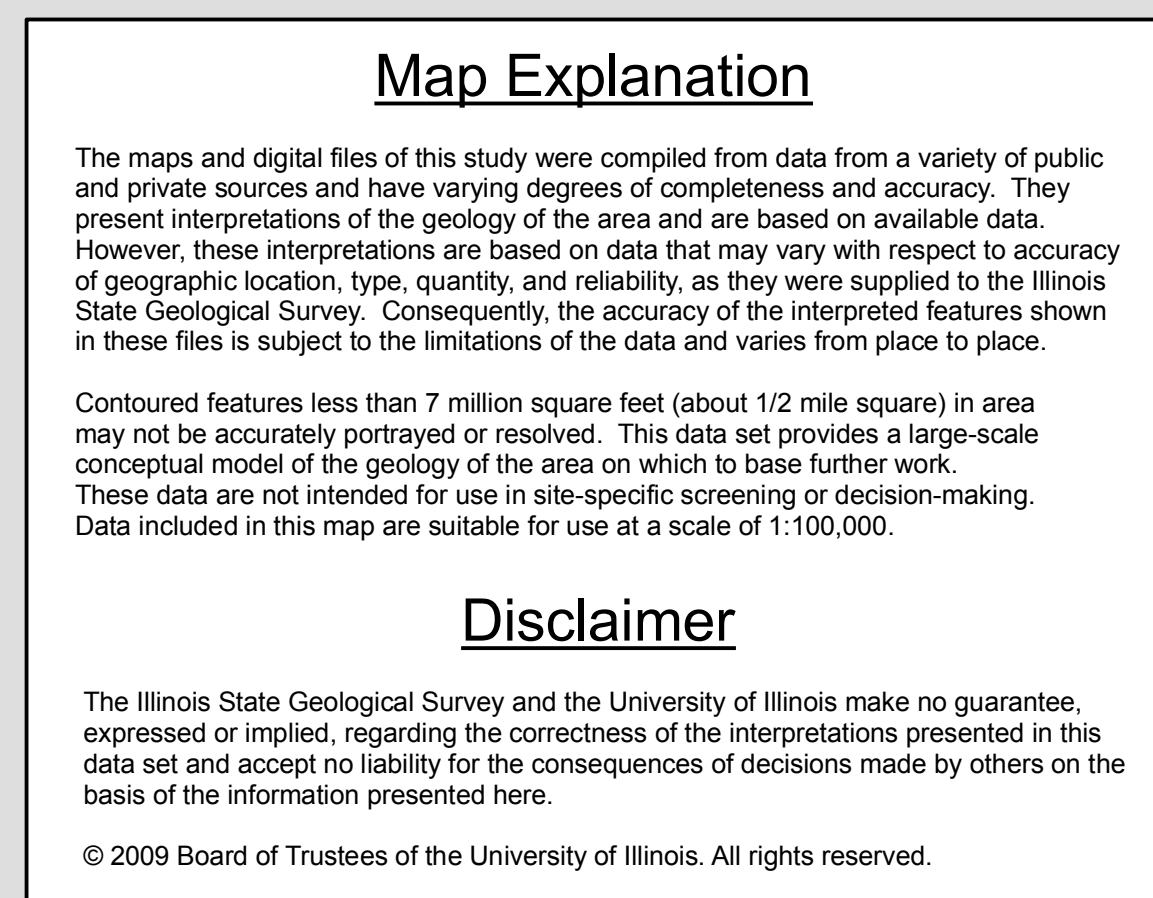 Map Explanation
The maps and digital files of this study were compiled from data from a variety of public
and private sources and have varying degrees of completeness and accuracy.  They
present interpretations of the geology of the area and are based on available data.
However, these interpretations are based on data that may vary with respect to accuracy
of geographic location, type, quantity, and reliability, as they were supplied to the Illinois
State Geological Survey.  Consequently, the accuracy of the interpreted features shown
in these files is subject to the limitations of the data and varies from place to place.
Contoured features less than 7 million square feet (about 1/2 mile square) in area
may not be accurately portrayed or resolved.  This data set provides a large-scale
conceptual model of the geology of the area on which to base further work.
These data are not intended for use in site-specific screening or decision-making.
Data included in this map are suitable for use at a scale of 1:100,000.
Disclaimer
The Illinois State Geological Survey and the University of Illinois make no guarantee,
expressed or implied, regarding the correctness of the interpretations presented in this
data set and accept no liability for the consequences of decisions made by others on the
basis of the information presented here.
© 2009 Board of Trustees of the University of Illinois. All rights reserved.